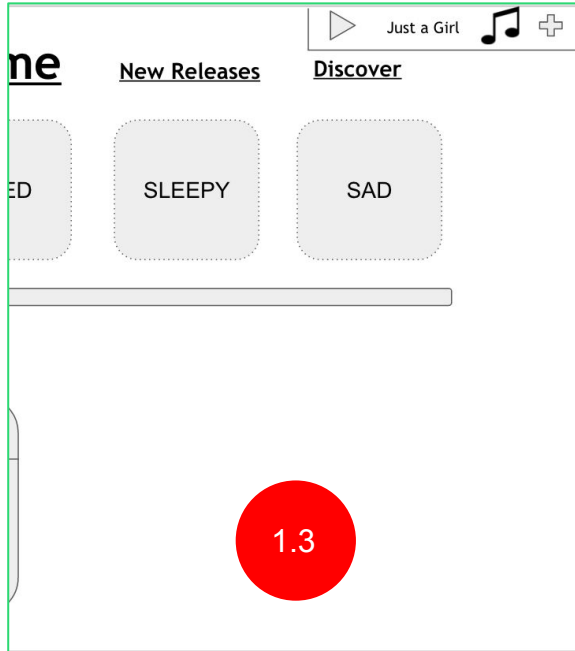 Just a Girl
me
New Releases
Discover
ED
SLEEPY
SAD
1.3